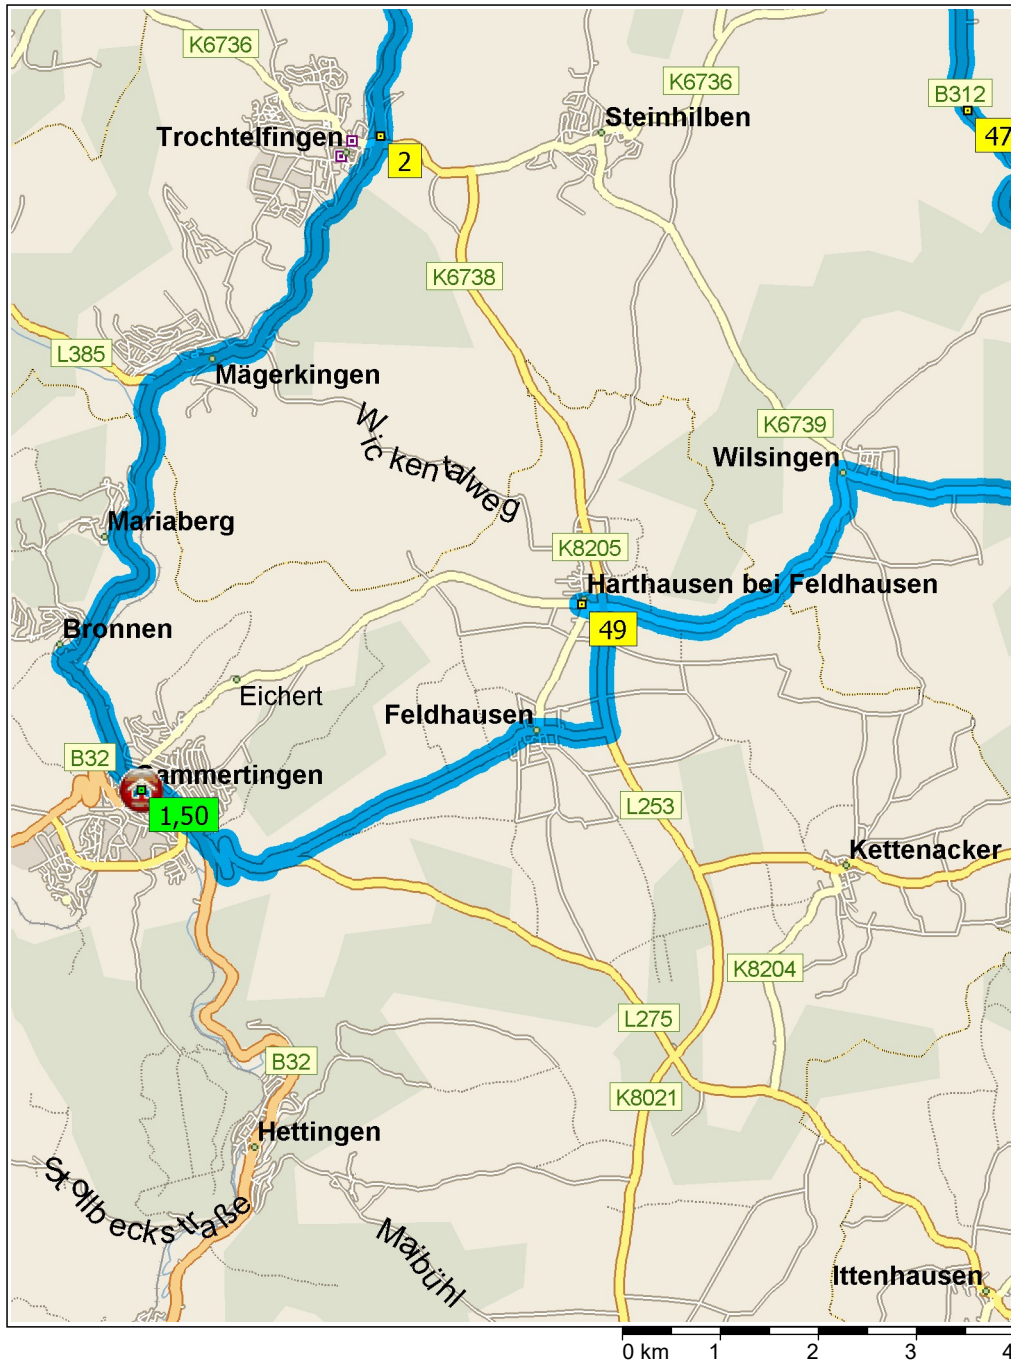 K6736
K6736
B312
Steinhilben
Trochtelfingen
47
2
K6738
L385
Mägerkingen
K6739
Wickentalweg
Wilsingen
Mariaberg
K8205
Harthausen bei Feldhausen
Bronnen
49
Eichert
Feldhausen
B32
Gammertingen
1,50
L253
Kettenacker
K8204
L275
B32
K8021
Hettingen
Stollbeckstraße
Maibühl
Ittenhausen
0 km 1 2 3 4